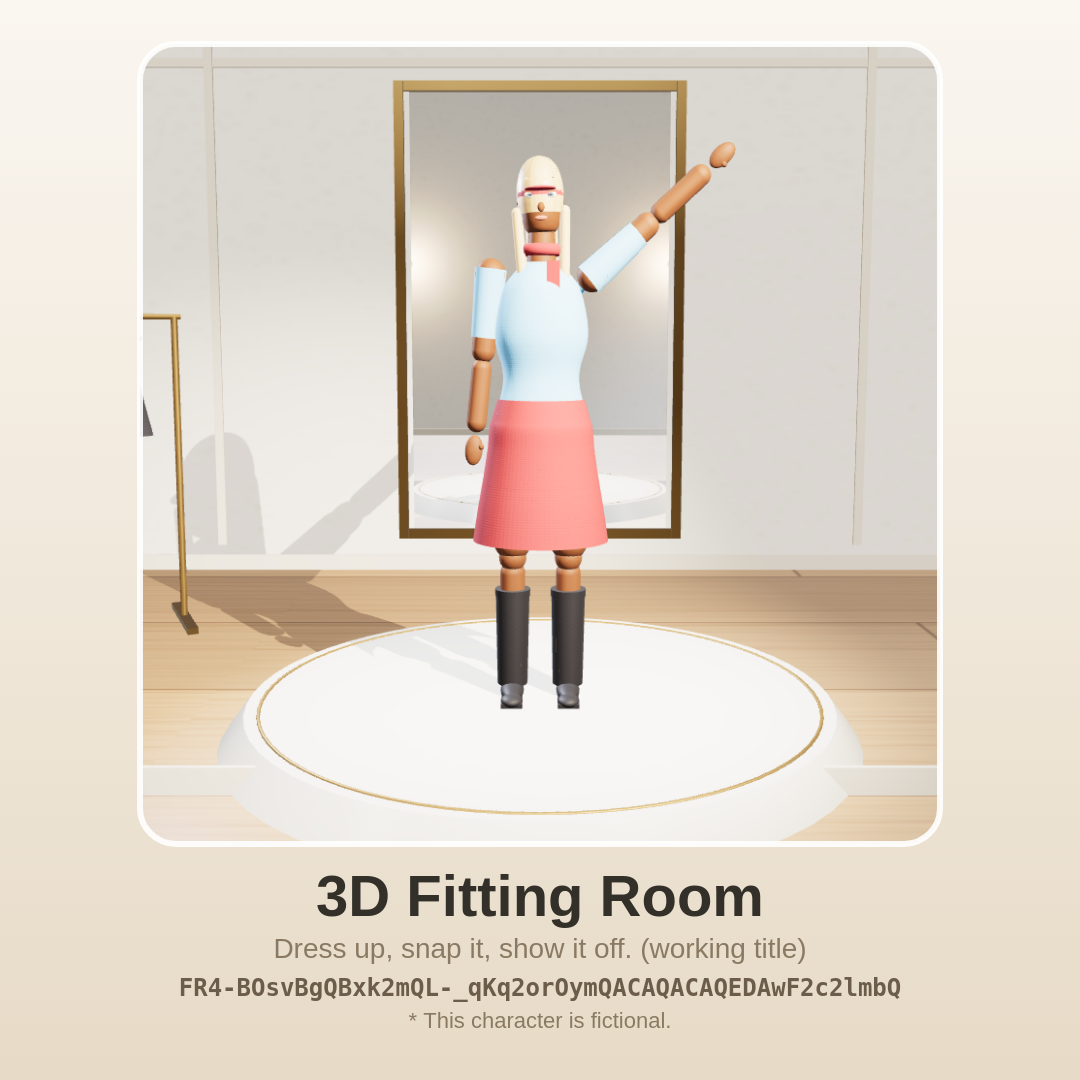 3D Fitting Room
Dress up, snap it, show it off. (working title)
FR4-BOsvBgQBxk2mQL-_qKq2orOymQACAQACAQEDAwF2c2lmbQ
* This character is fictional.